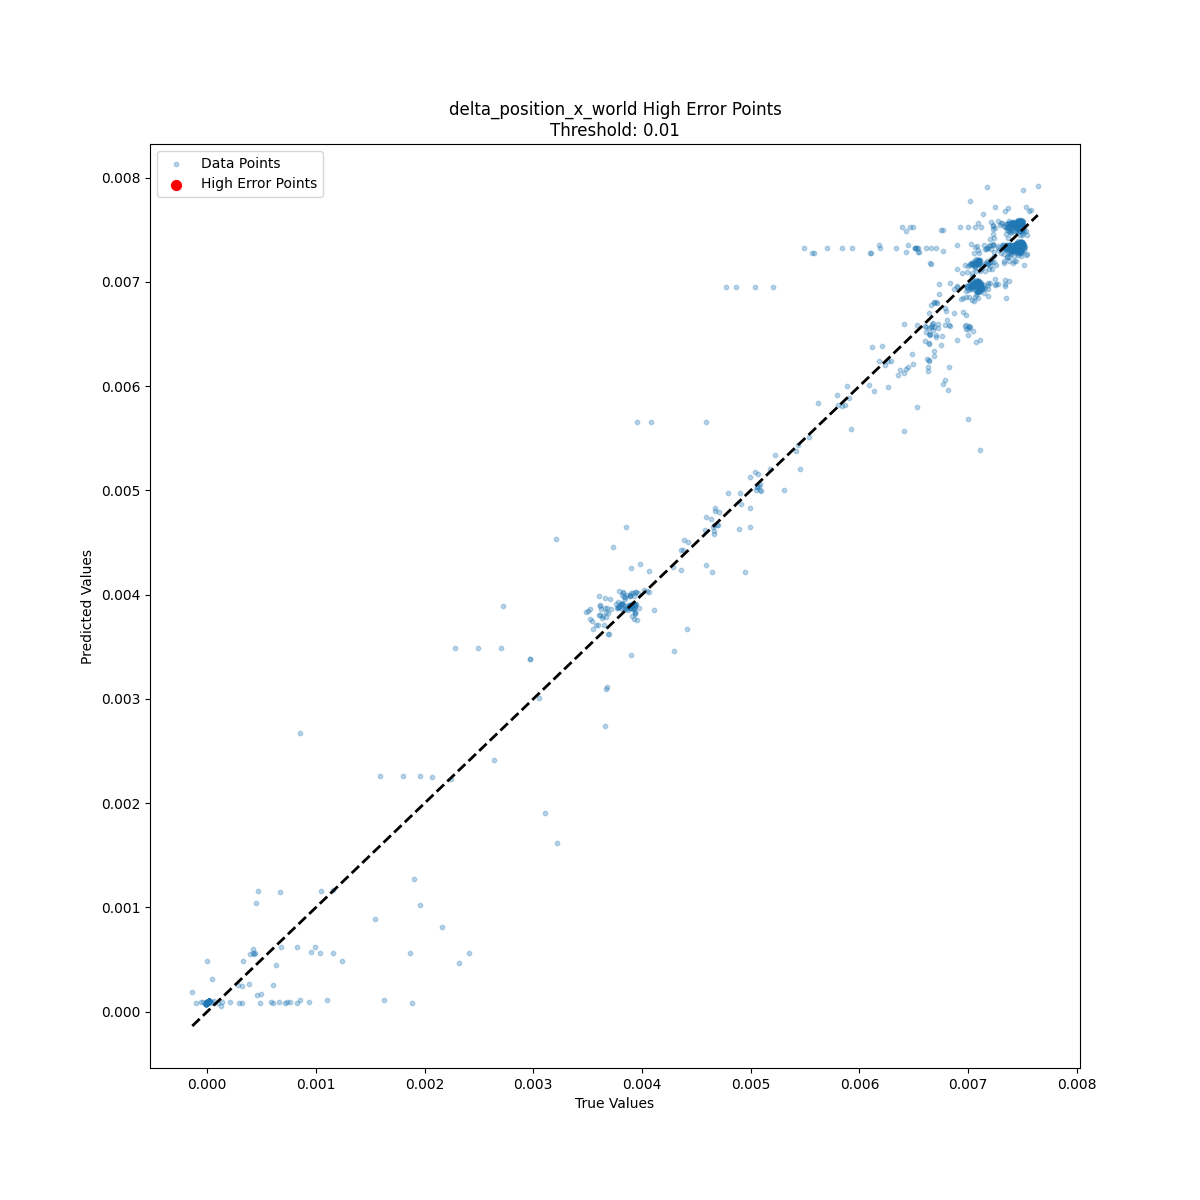 delta_position_x_world High Error Points
Threshold: 0.01
Data Points
High Error Points
0.008
0.007
0.006
0.005
0.004
0.003
0.002
0.001
0.000
Predicted Values
0.000 0.001 0.002 0.003 0.004 0.005 0.006 0.007 0.008
True Values